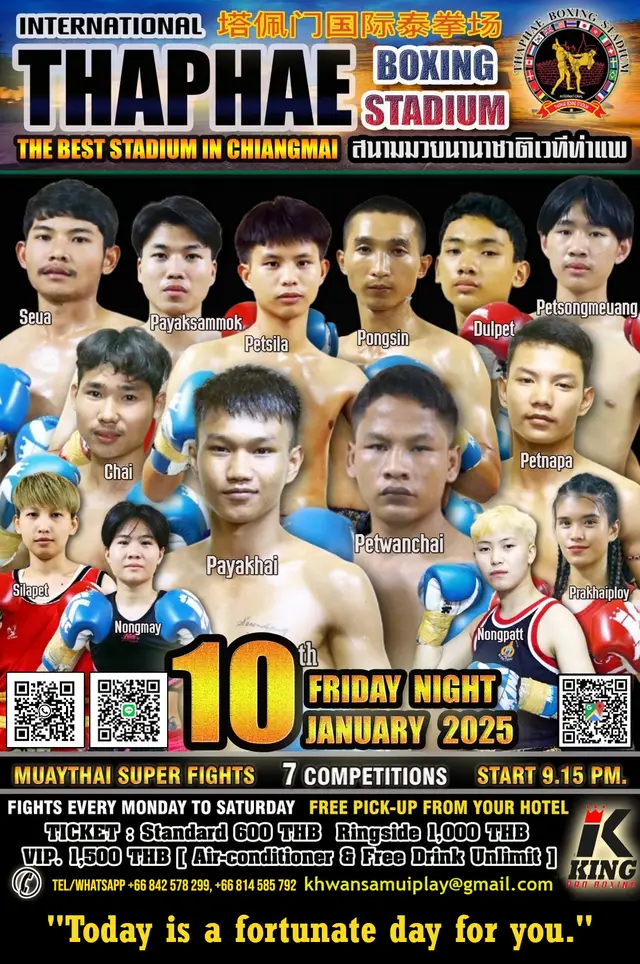 INTERNATIONAL 塔佩门国际泰拳场
THAPHAE BOXING STADIUM
THAPHAE BOXING STADIUM
INTERNATIONAL
THE BEST STADIUM IN CHIANGMAI สนามมวยนานาชาติเวทีท่าแพ
Seua
Payaksammok
Petsila
Pongsin
Dulpet
Petsongmeuang
Chai
Petnapa
Payakhai
Petwanchai
Silapet
Nongmay
Nongpatt
Prakhaiploy
10th FRIDAY NIGHT
JANUARY 2025
MUAYTHAI SUPER FIGHTS 7 COMPETITIONS START 9.15 PM.
FIGHTS EVERY MONDAY TO SATURDAY FREE PICK-UP FROM YOUR HOTEL
TICKET : Standard 600 THB Ringside 1,000 THB
VIP. 1,500 THB [ Air-conditioner & Free Drink Unlimit ]
K
KING
PRO BOXING
TEL/WHATSAPP +66 842 578 299, +66 814 585 792 khwansamuiplay@gmail.com
"Today is a fortunate day for you."